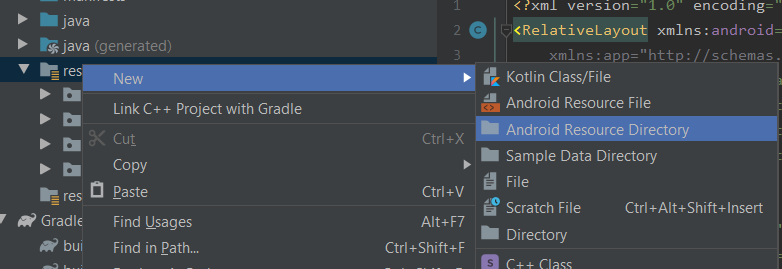 java
java (generated)
res
res
Gradle
New
Link C++ Project with Gradle
Cut Ctrl+X
Copy
Paste Ctrl+V
Find Usages Alt+F7
Find in Path... Ctrl+Shift+F
Kotlin Class/File
Android Resource File
Android Resource Directory
Sample Data Directory
File
Scratch File Ctrl+Alt+Shift+Insert
Directory
C++ Class
1 <?xml version="1.0" encoding=
2 <RelativeLayout xmlns:android=
3 xmlns:app="http://schemas.